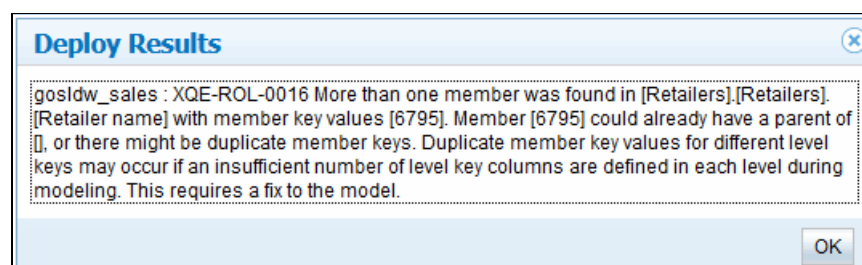 Deploy Results
gosldw_sales : XQE-ROL-0016 More than one member was found in [Retailers].[Retailers].
[Retailer name] with member key values [6795]. Member [6795] could already have a parent of
[], or there might be duplicate member keys. Duplicate member key values for different level
keys may occur if an insufficient number of level key columns are defined in each level during
modeling. This requires a fix to the model.
OK